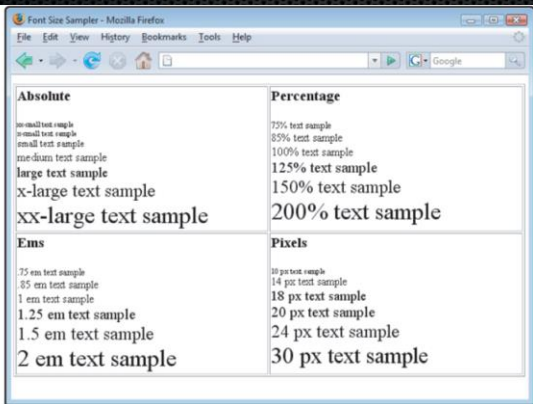 Font Size Sampler - Mozilla Firefox
File Edit View History Bookmarks Tools Help
G Google
Absolute
xx-small text sample
x-small text sample
small text sample
medium text sample
large text sample
x-large text sample
xx-large text sample
Percentage
75% text sample
85% text sample
100% text sample
125% text sample
150% text sample
200% text sample
Ems
.75 em text sample
.85 em text sample
1 em text sample
1.25 em text sample
1.5 em text sample
2 em text sample
Pixels
10 px text sample
14 px text sample
18 px text sample
20 px text sample
24 px text sample
30 px text sample